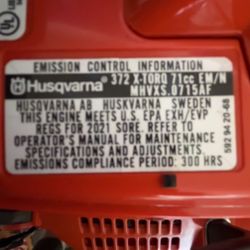 EMISSION CONTROL INFORMATION
Husqvarna® 372 X-TORQ 71cc EM/N
MHVXS.0715AF
HUSQVARNA AB HUSKVARNA SWEDEN
THIS ENGINE MEETS U.S. EPA EXH/EVP
REGS FOR 2021 SORE. REFER TO
OPERATOR'S MANUAL FOR MAINTENANCE
SPECIFICATIONS AND ADJUSTMENTS.
EMISSIONS COMPLIANCE PERIOD: 300 HRS
592 94 20-68
UL